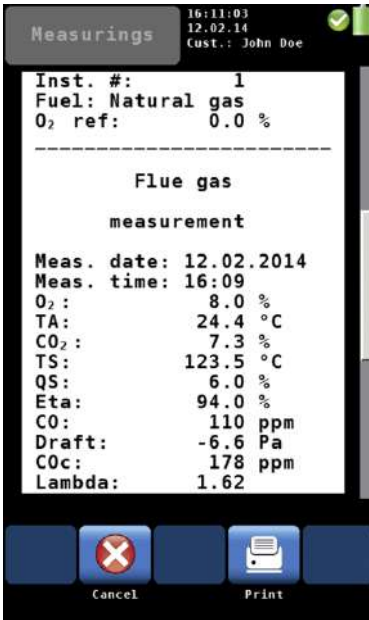 Measurings
16:11:03
12.02.14
Cust.: John Doe
Inst. #: 1
Fuel: Natural gas
O₂ ref: 0.0 %
Flue gas
measurement
Meas. date: 12.02.2014
Meas. time: 16:09
O₂: 8.0 %
TA: 24.4 °C
CO₂: 7.3 %
TS: 123.5 °C
QS: 6.0 %
Eta: 94.0 %
CO: 110 ppm
Draft: -6.6 Pa
COc: 178 ppm
Lambda: 1.62
Cancel
Print